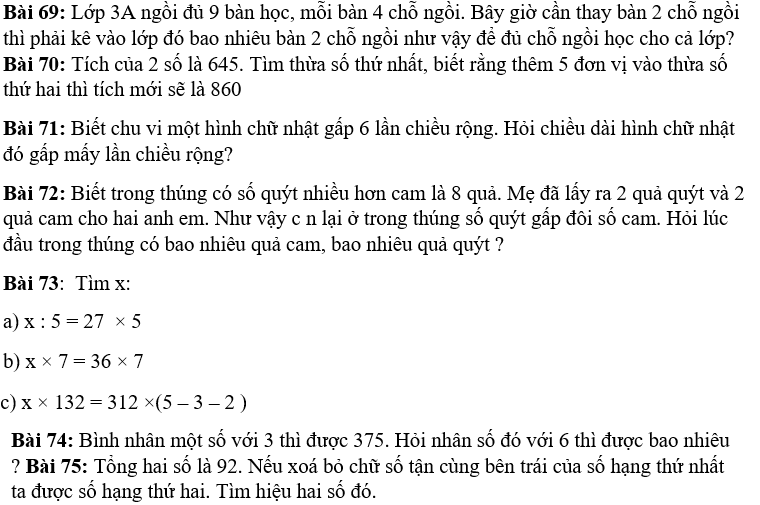 Bài 69: Lớp 3A ngồi đủ 9 bàn học, mỗi bàn 4 chỗ ngồi. Bây giờ cần thay bàn 2 chỗ ngồi
thì phải kê vào lớp đó bao nhiêu bàn 2 chỗ ngồi như vậy để đủ chỗ ngồi học cho cả lớp?
Bài 70: Tích của 2 số là 645. Tìm thừa số thứ nhất, biết rằng thêm 5 đơn vị vào thừa số
thứ hai thì tích mới sẽ là 860
Bài 71: Biết chu vi một hình chữ nhật gấp 6 lần chiều rộng. Hỏi chiều dài hình chữ nhật
đó gấp mấy lần chiều rộng?
Bài 72: Biết trong thúng có số quýt nhiều hơn cam là 8 quả. Mẹ đã lấy ra 2 quả quýt và 2
quả cam cho hai anh em. Như vậy c n lại ở trong thúng số quýt gấp đôi số cam. Hỏi lúc
đầu trong thúng có bao nhiêu quả cam, bao nhiêu quả quýt ?
Bài 73: Tìm x:
a) x : 5 = 27 × 5
b) x × 7 = 36 × 7
c) x × 132 = 312 ×(5 – 3 – 2 )
Bài 74: Bình nhân một số với 3 thì được 375. Hỏi nhân số đó với 6 thì được bao nhiêu
? Bài 75: Tổng hai số là 92. Nếu xoá bỏ chữ số tận cùng bên trái của số hạng thứ nhất
ta được số hạng thứ hai. Tìm hiệu hai số đó.